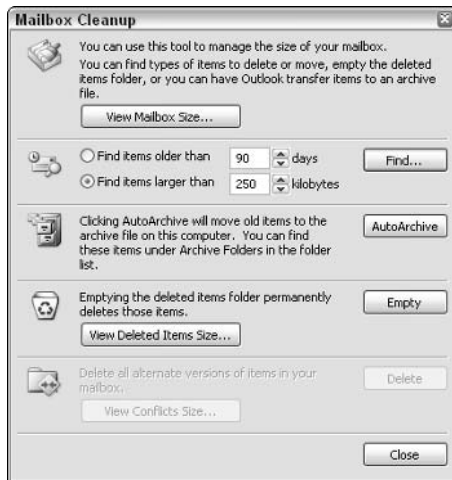 Mailbox Cleanup
You can use this tool to manage the size of your mailbox.
You can find types of items to delete or move, empty the deleted
items folder, or you can have Outlook transfer items to an archive
file.
View Mailbox Size...
Find items older than 90 days Find...
Find items larger than 250 kilobytes
Clicking AutoArchive will move old items to the AutoArchive
archive file on this computer. You can find
these items under Archive Folders in the folder
list.
Emptying the deleted items folder permanently Empty
deletes those items.
View Deleted Items Size...
Delete all alternate versions of items in your Delete
mailbox.
View Conflicts Size...
Close